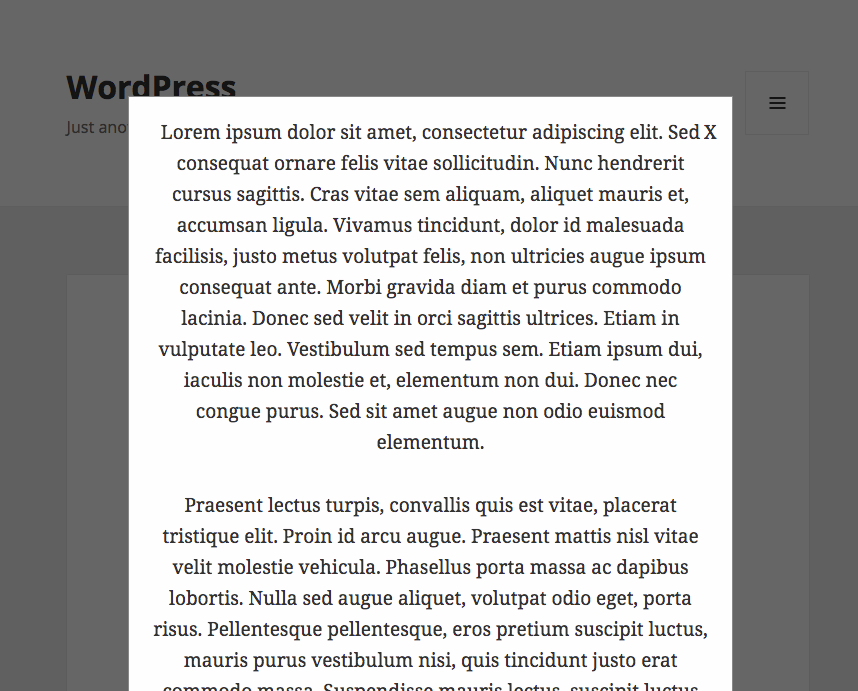 WordPress
Just ano
Lorem ipsum dolor sit amet, consectetur adipiscing elit. Sed X
consequat ornare felis vitae sollicitudin. Nunc hendrerit
cursus sagittis. Cras vitae sem aliquam, aliquet mauris et,
accumsan ligula. Vivamus tincidunt, dolor id malesuada
facilisis, justo metus volutpat felis, non ultricies augue ipsum
consequat ante. Morbi gravida diam et purus commodo
lacinia. Donec sed velit in orci sagittis ultrices. Etiam in
vulputate leo. Vestibulum sed tempus sem. Etiam ipsum dui,
iaculis non molestie et, elementum non dui. Donec nec
congue purus. Sed sit amet augue non odio euismod
elementum.
Praesent lectus turpis, convallis quis est vitae, placerat
tristique elit. Proin id arcu augue. Praesent mattis nisl vitae
velit molestie vehicula. Phasellus porta massa ac dapibus
lobortis. Nulla sed augue aliquet, volutpat odio eget, porta
risus. Pellentesque pellentesque, eros pretium suscipit luctus,
mauris purus vestibulum nisi, quis tincidunt justo erat
commodo massa. Suspendisse mauris lectus, suscipit luctus